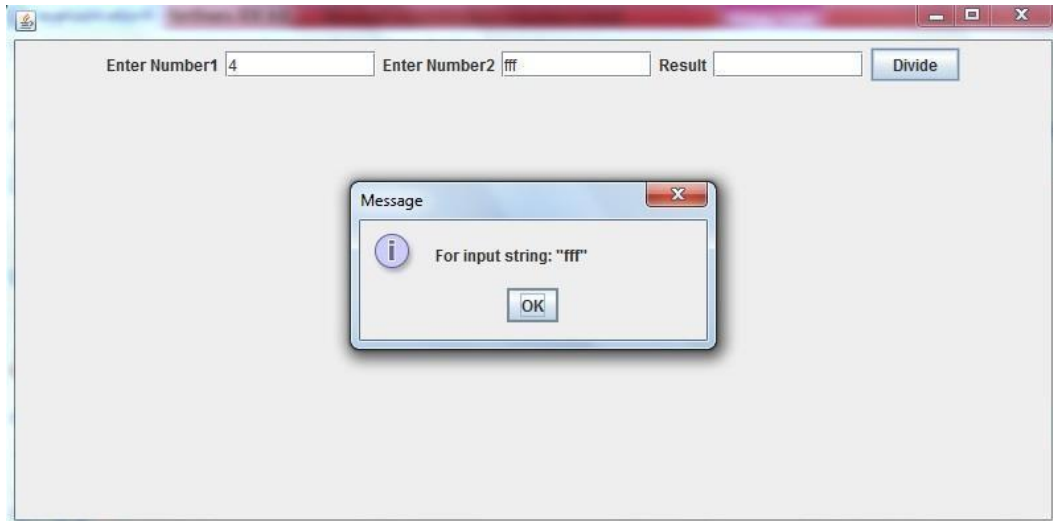 Enter Number1 4 Enter Number2 fff Result Divide
Message
For input string: "fff"
OK